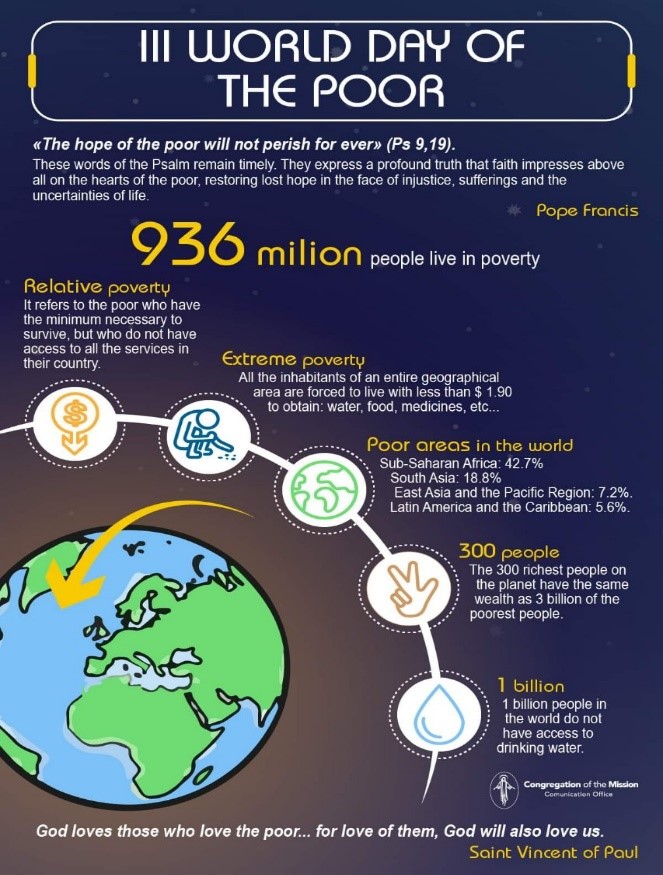 III WORLD DAY OF
THE POOR
«The hope of the poor will not perish for ever» (Ps 9,19).
These words of the Psalm remain timely. They express a profound truth that faith impresses above
all on the hearts of the poor, restoring lost hope in the face of injustice, sufferings and the
uncertainties of life.
Pope Francis
936 milion people live in poverty
Relative poverty
It refers to the poor who have
the minimum necessary to
survive, but who do not have
access to all the services in
their country.
Extreme poverty
All the inhabitants of an entire geographical
area are forced to live with less than $ 1.90
to obtain: water, food, medicines, etc...
Poor areas in the world
Sub-Saharan Africa: 42.7%
South Asia: 18.8%
East Asia and the Pacific Region: 7.2%.
Latin America and the Caribbean: 5.6%.
300 people
The 300 richest people on
the planet have the same
wealth as 3 billion of the
poorest people.
1 billion
1 billion people in
the world do not
have access to
drinking water.
$
Congregation of the Mission
Comunication Office
God loves those who love the poor... for love of them, God will also love us.
Saint Vincent of Paul